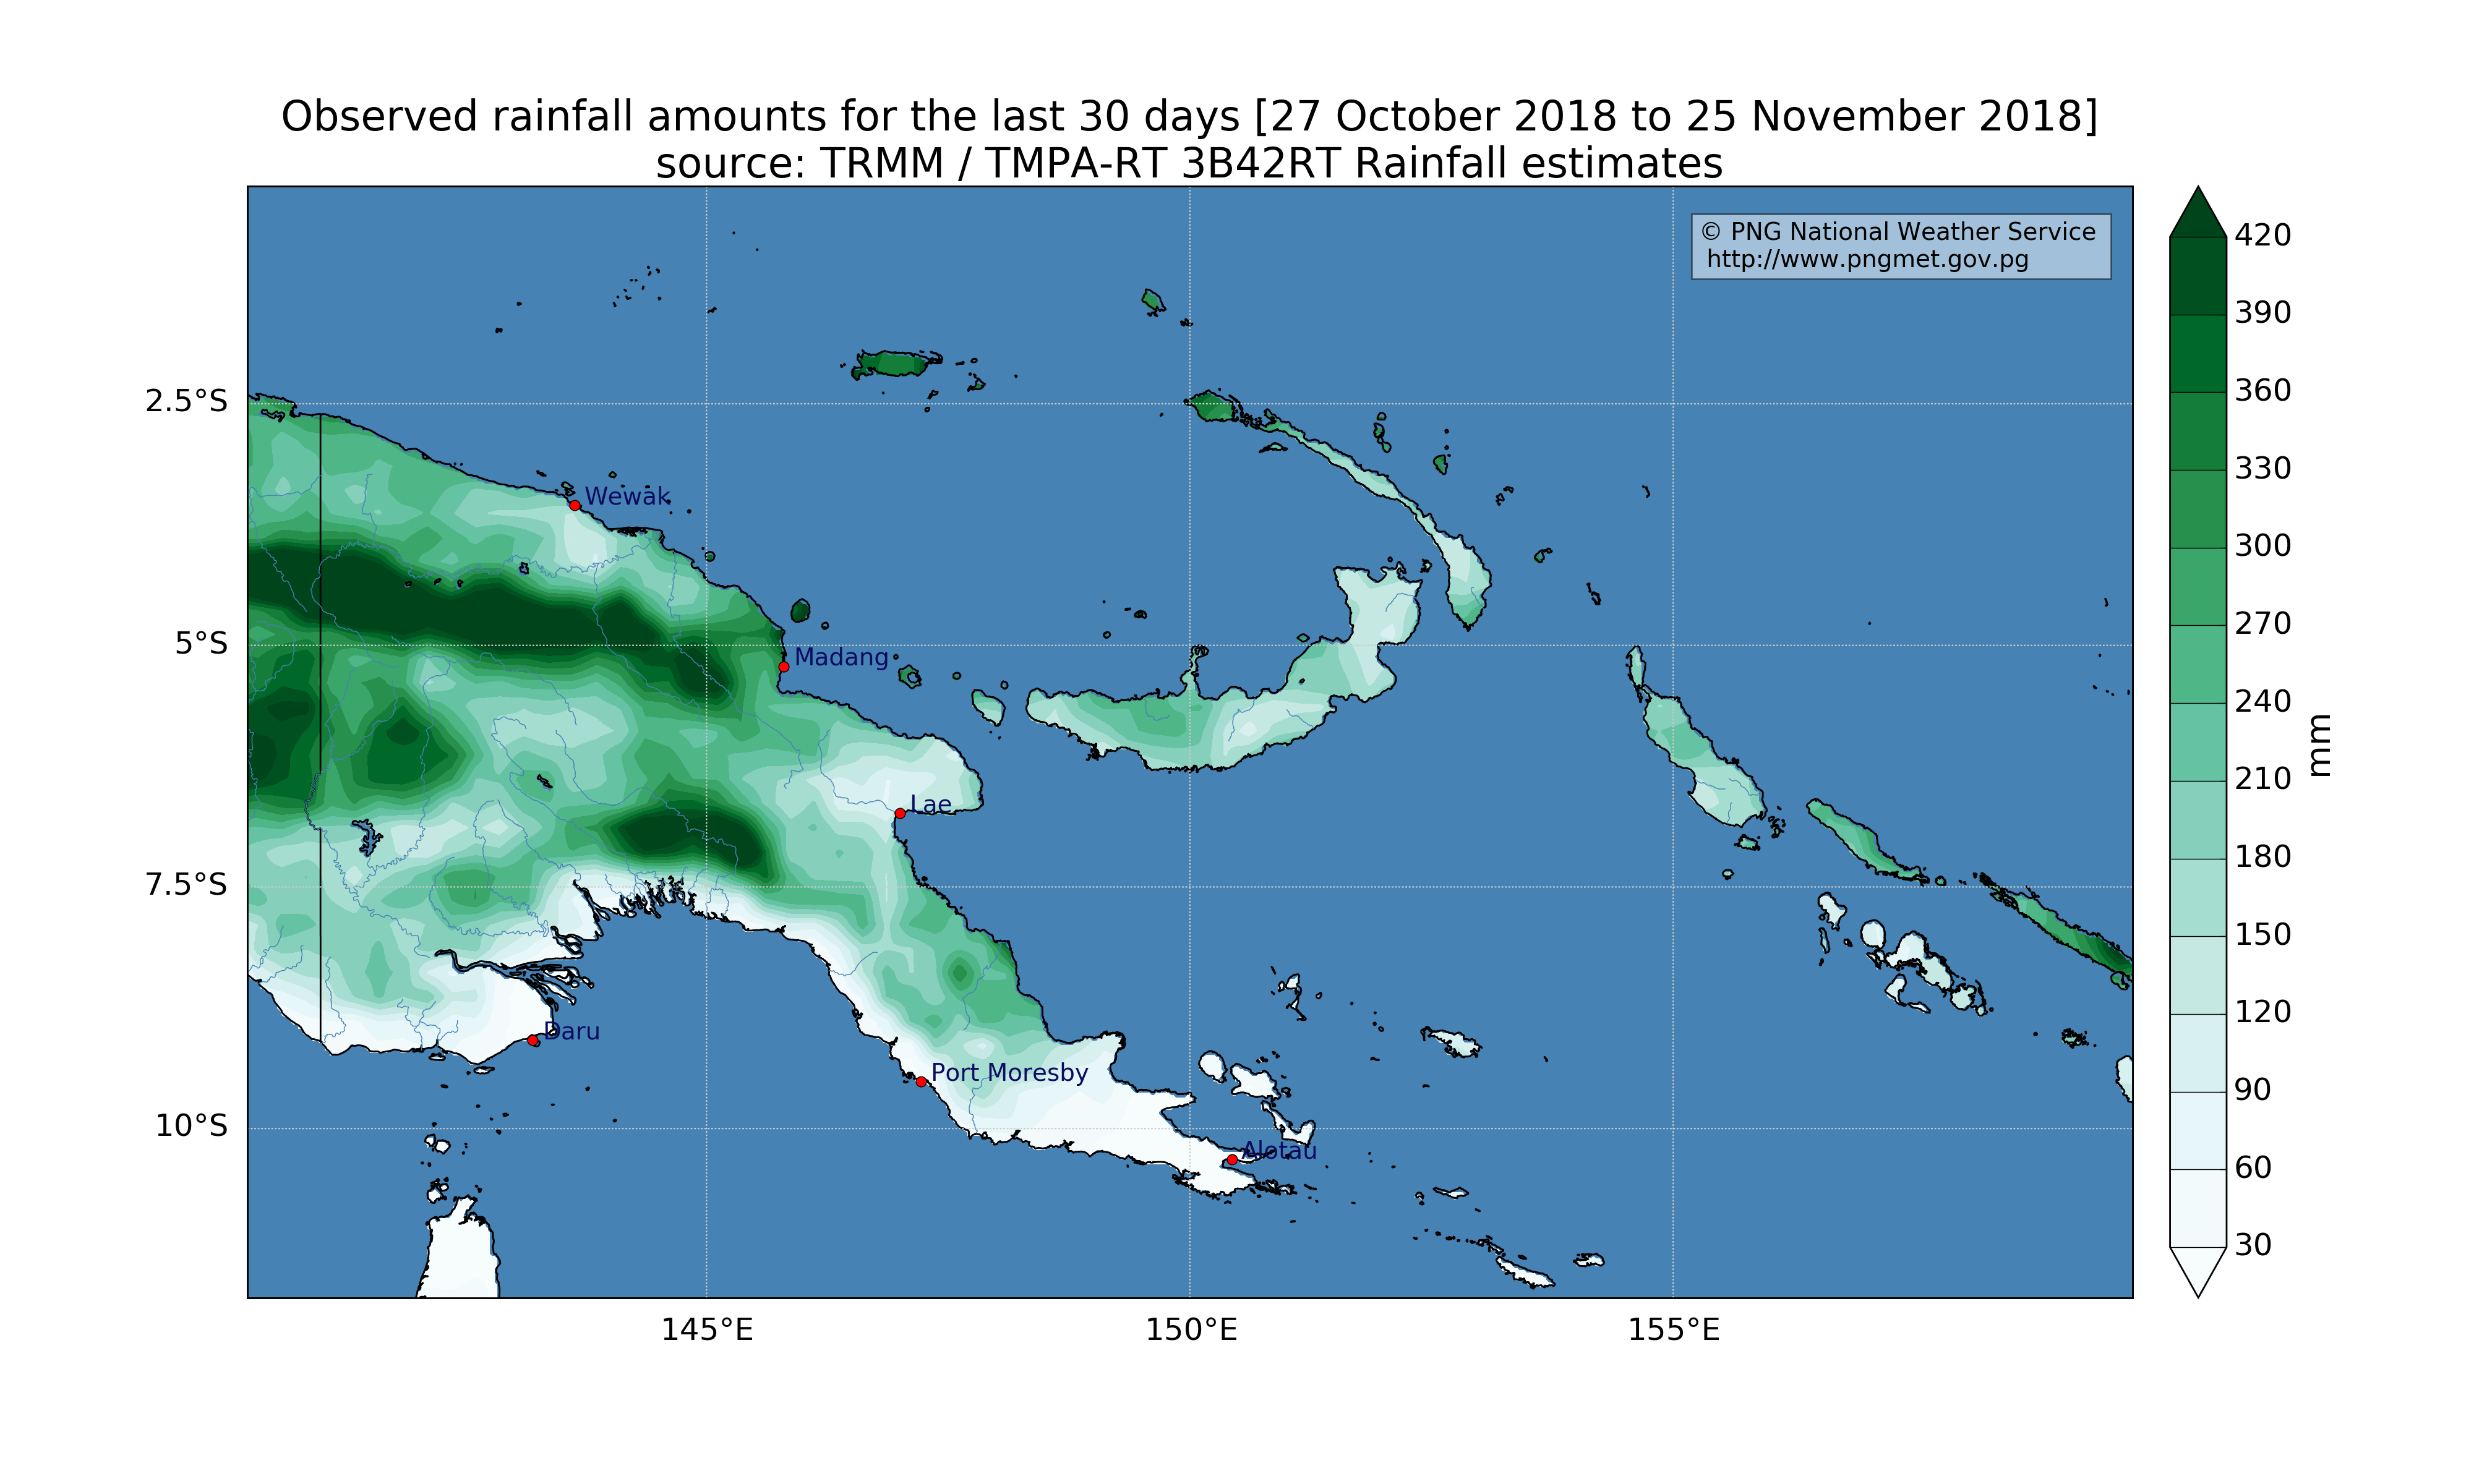 Observed rainfall amounts for the last 30 days [27 October 2018 to 25 November 2018]
source: TRMM / TMPA-RT 3B42RT Rainfall estimates
© PNG National Weather Service
http://www.pngmet.gov.pg
420
390
360
330
300
270
240
210
180
150
120
90
60
30
mm
2.5°S
5°S
7.5°S
10°S
Wewak
Madang
Lae
Daru
Port Moresby
Alotau
145°E
150°E
155°E